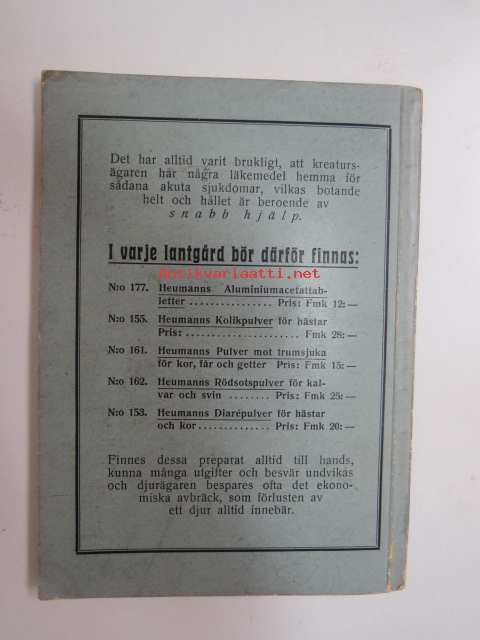 Det har alltid varit brukligt, att kreaturs-
ägaren har några läkemedel hemma för
sådana akuta sjukdomar, vilkas botande
helt och hållet är beroende av
snabb hjälp.
I varje lantgård bör därför finnas:
Antikvariaatti.net
N:o 177. Heumanns Aluminiumacetattab-
letter ............... Pris: Fmk 12:—
N:o 155. Heumanns Kolikpulver för hästar
Pris: ..................... Fmk 28:—
N:o 161. Heumanns Pulver mot trumsjuka
för kor, får och getter Pris: Fmk 15:—
N:o 162. Heumanns Rödsotspulver för kal-
var och svin ........ Pris: Fmk 25:—
N:o 153. Heumanns Diarépulver för hästar
och kor ............. Pris: Fmk 20:—
Finnes dessa preparat alltid till hands,
kunna många utgifter och besvär undvikas
och djurägaren bespares ofta det ekono-
miska avbräck, som förlusten av
ett djur alltid innebär.